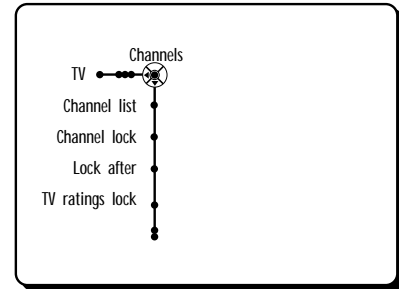 Channels
TV
Channel list
Channel lock
Lock after
TV ratings lock